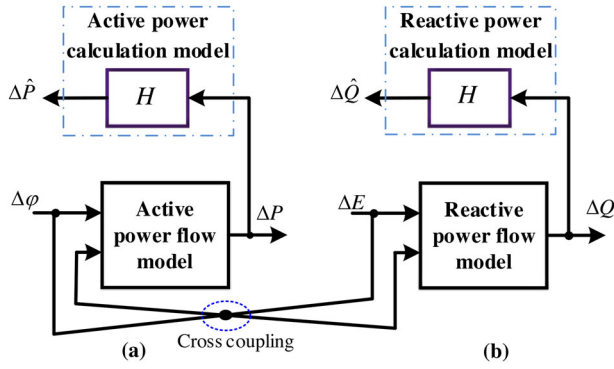 Active power
calculation model
ΔP̂
H
Δφ
Active
power flow
model
ΔP
Reactive power
calculation model
ΔQ̂
H
ΔE
Reactive
power flow
model
ΔQ
Cross coupling
(a)
(b)